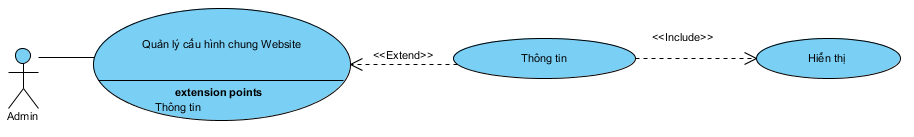 Quản lý cấu hình chung Website
extension points
Thông tin
Admin
<<Extend>>
Thông tin
<<Include>>
Hiển thị